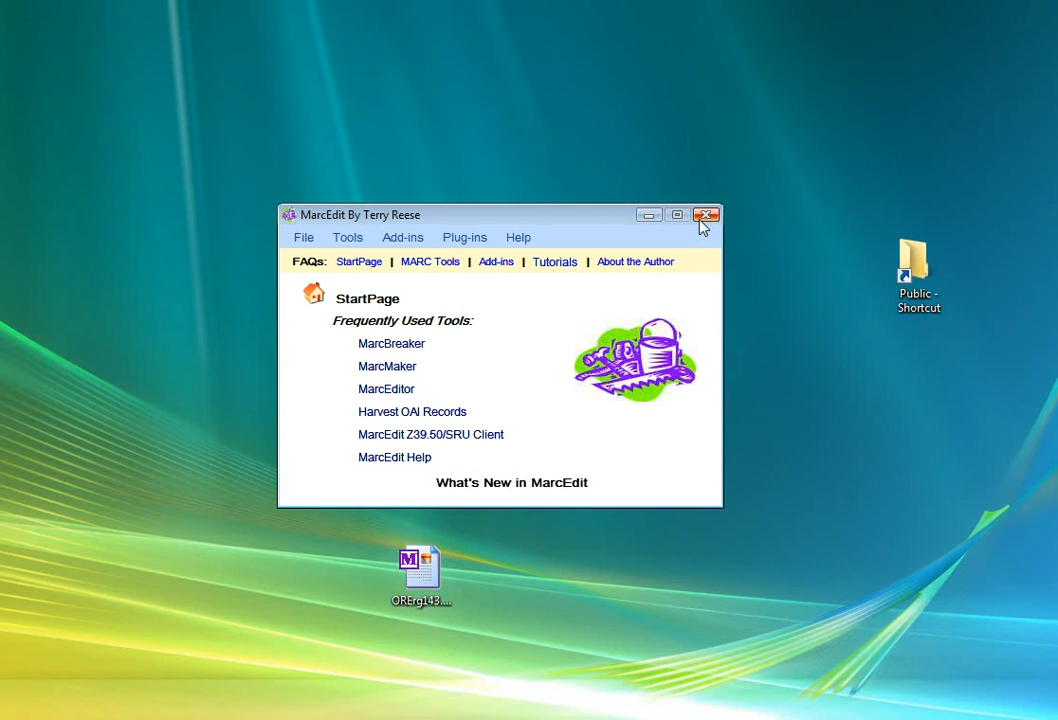 MarcEdit By Terry Reese
File Tools Add-ins Plug-ins Help
FAQs: StartPage | MARC Tools | Add-ins | Tutorials | About the Author
StartPage
Frequently Used Tools:
MarcBreaker
MarcMaker
MarcEditor
Harvest OAI Records
MarcEdit Z39.50/SRU Client
MarcEdit Help
What's New in MarcEdit
Public -
Shortcut
M
ORErg143....